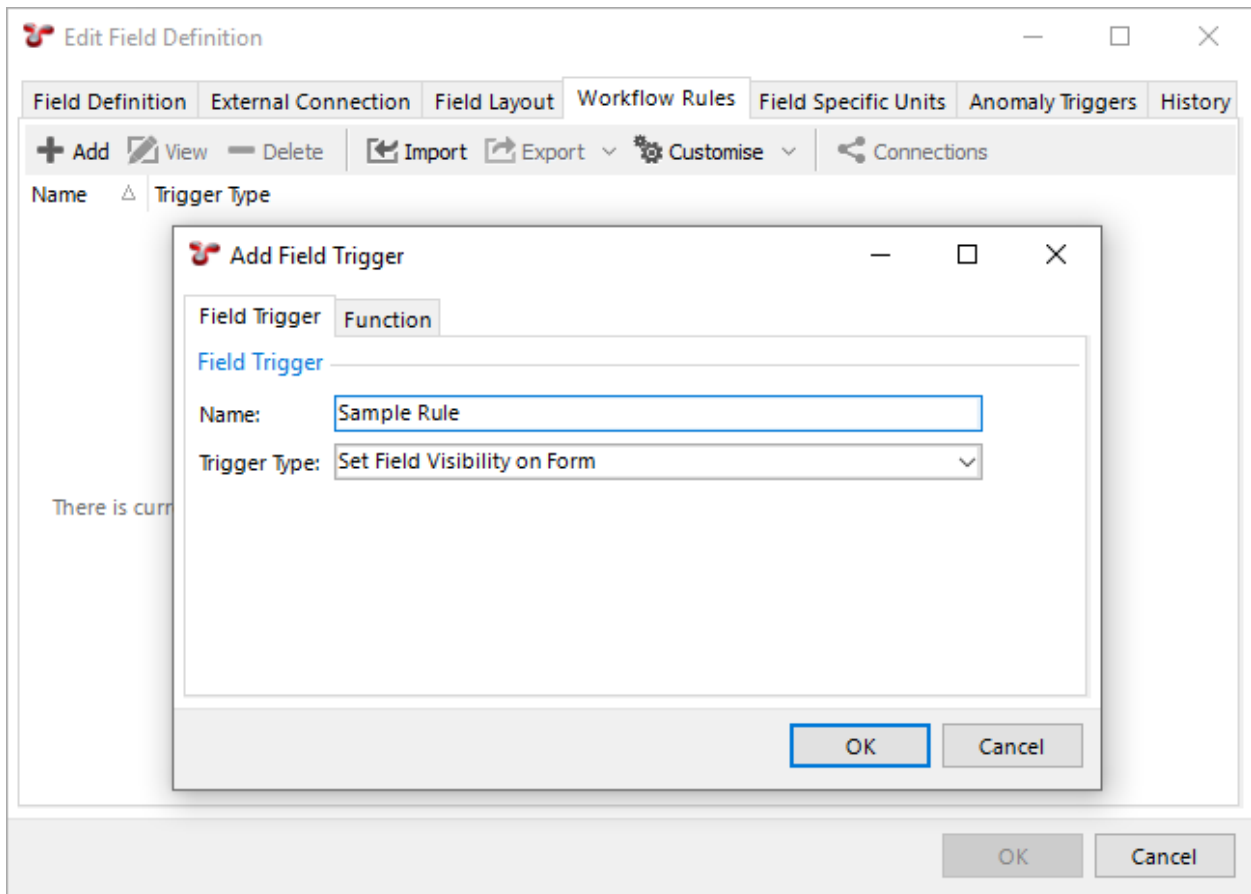 Edit Field Definition
Field Definition External Connection Field Layout Workflow Rules Field Specific Units Anomaly Triggers History
Add View Delete Import Export Customise Connections
Name Trigger Type
Add Field Trigger
Field Trigger Function
Field Trigger
Name: Sample Rule
Trigger Type: Set Field Visibility on Form
There is curr
OK Cancel
OK Cancel